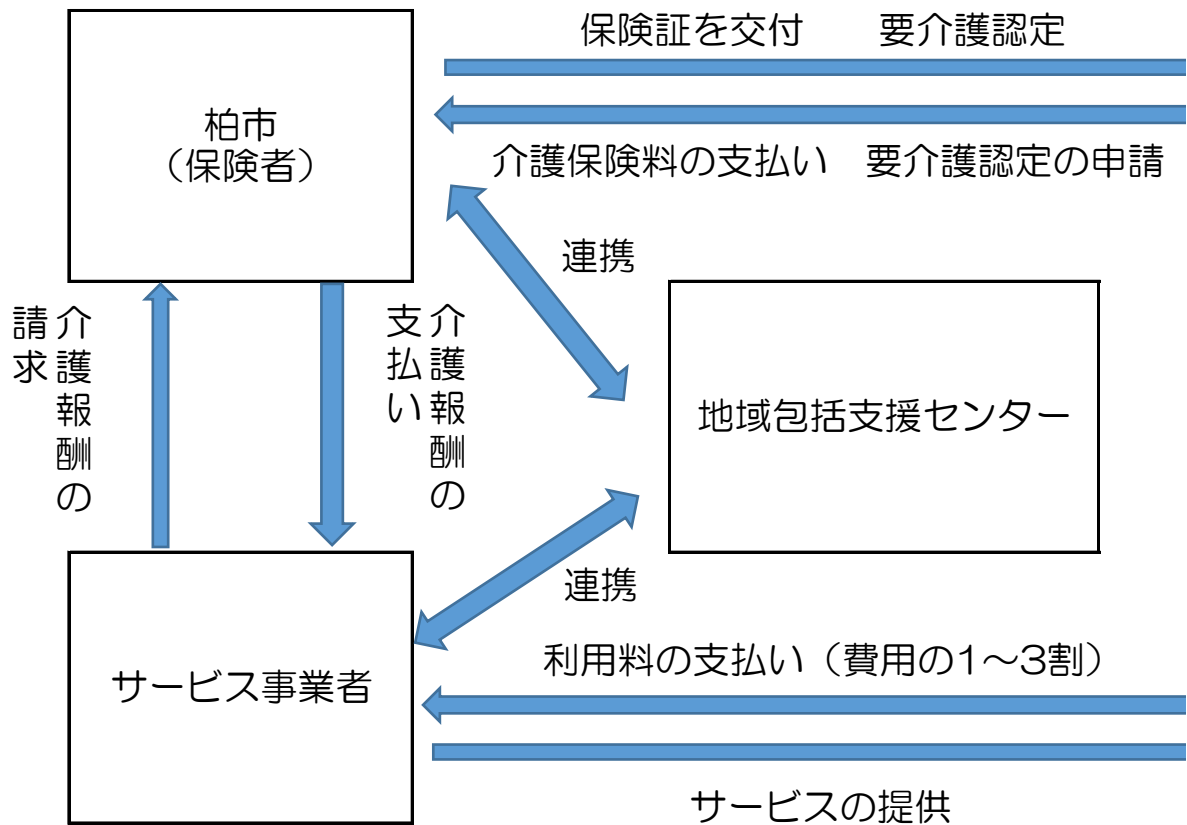 保険証を交付　要介護認定
柏市
（保険者）
介護保険料の支払い　要介護認定の申請
連携
介護報酬の
請求
介護報酬の
支払い
地域包括支援センター
連携
サービス事業者
利用料の支払い（費用の1～3割）
サービスの提供